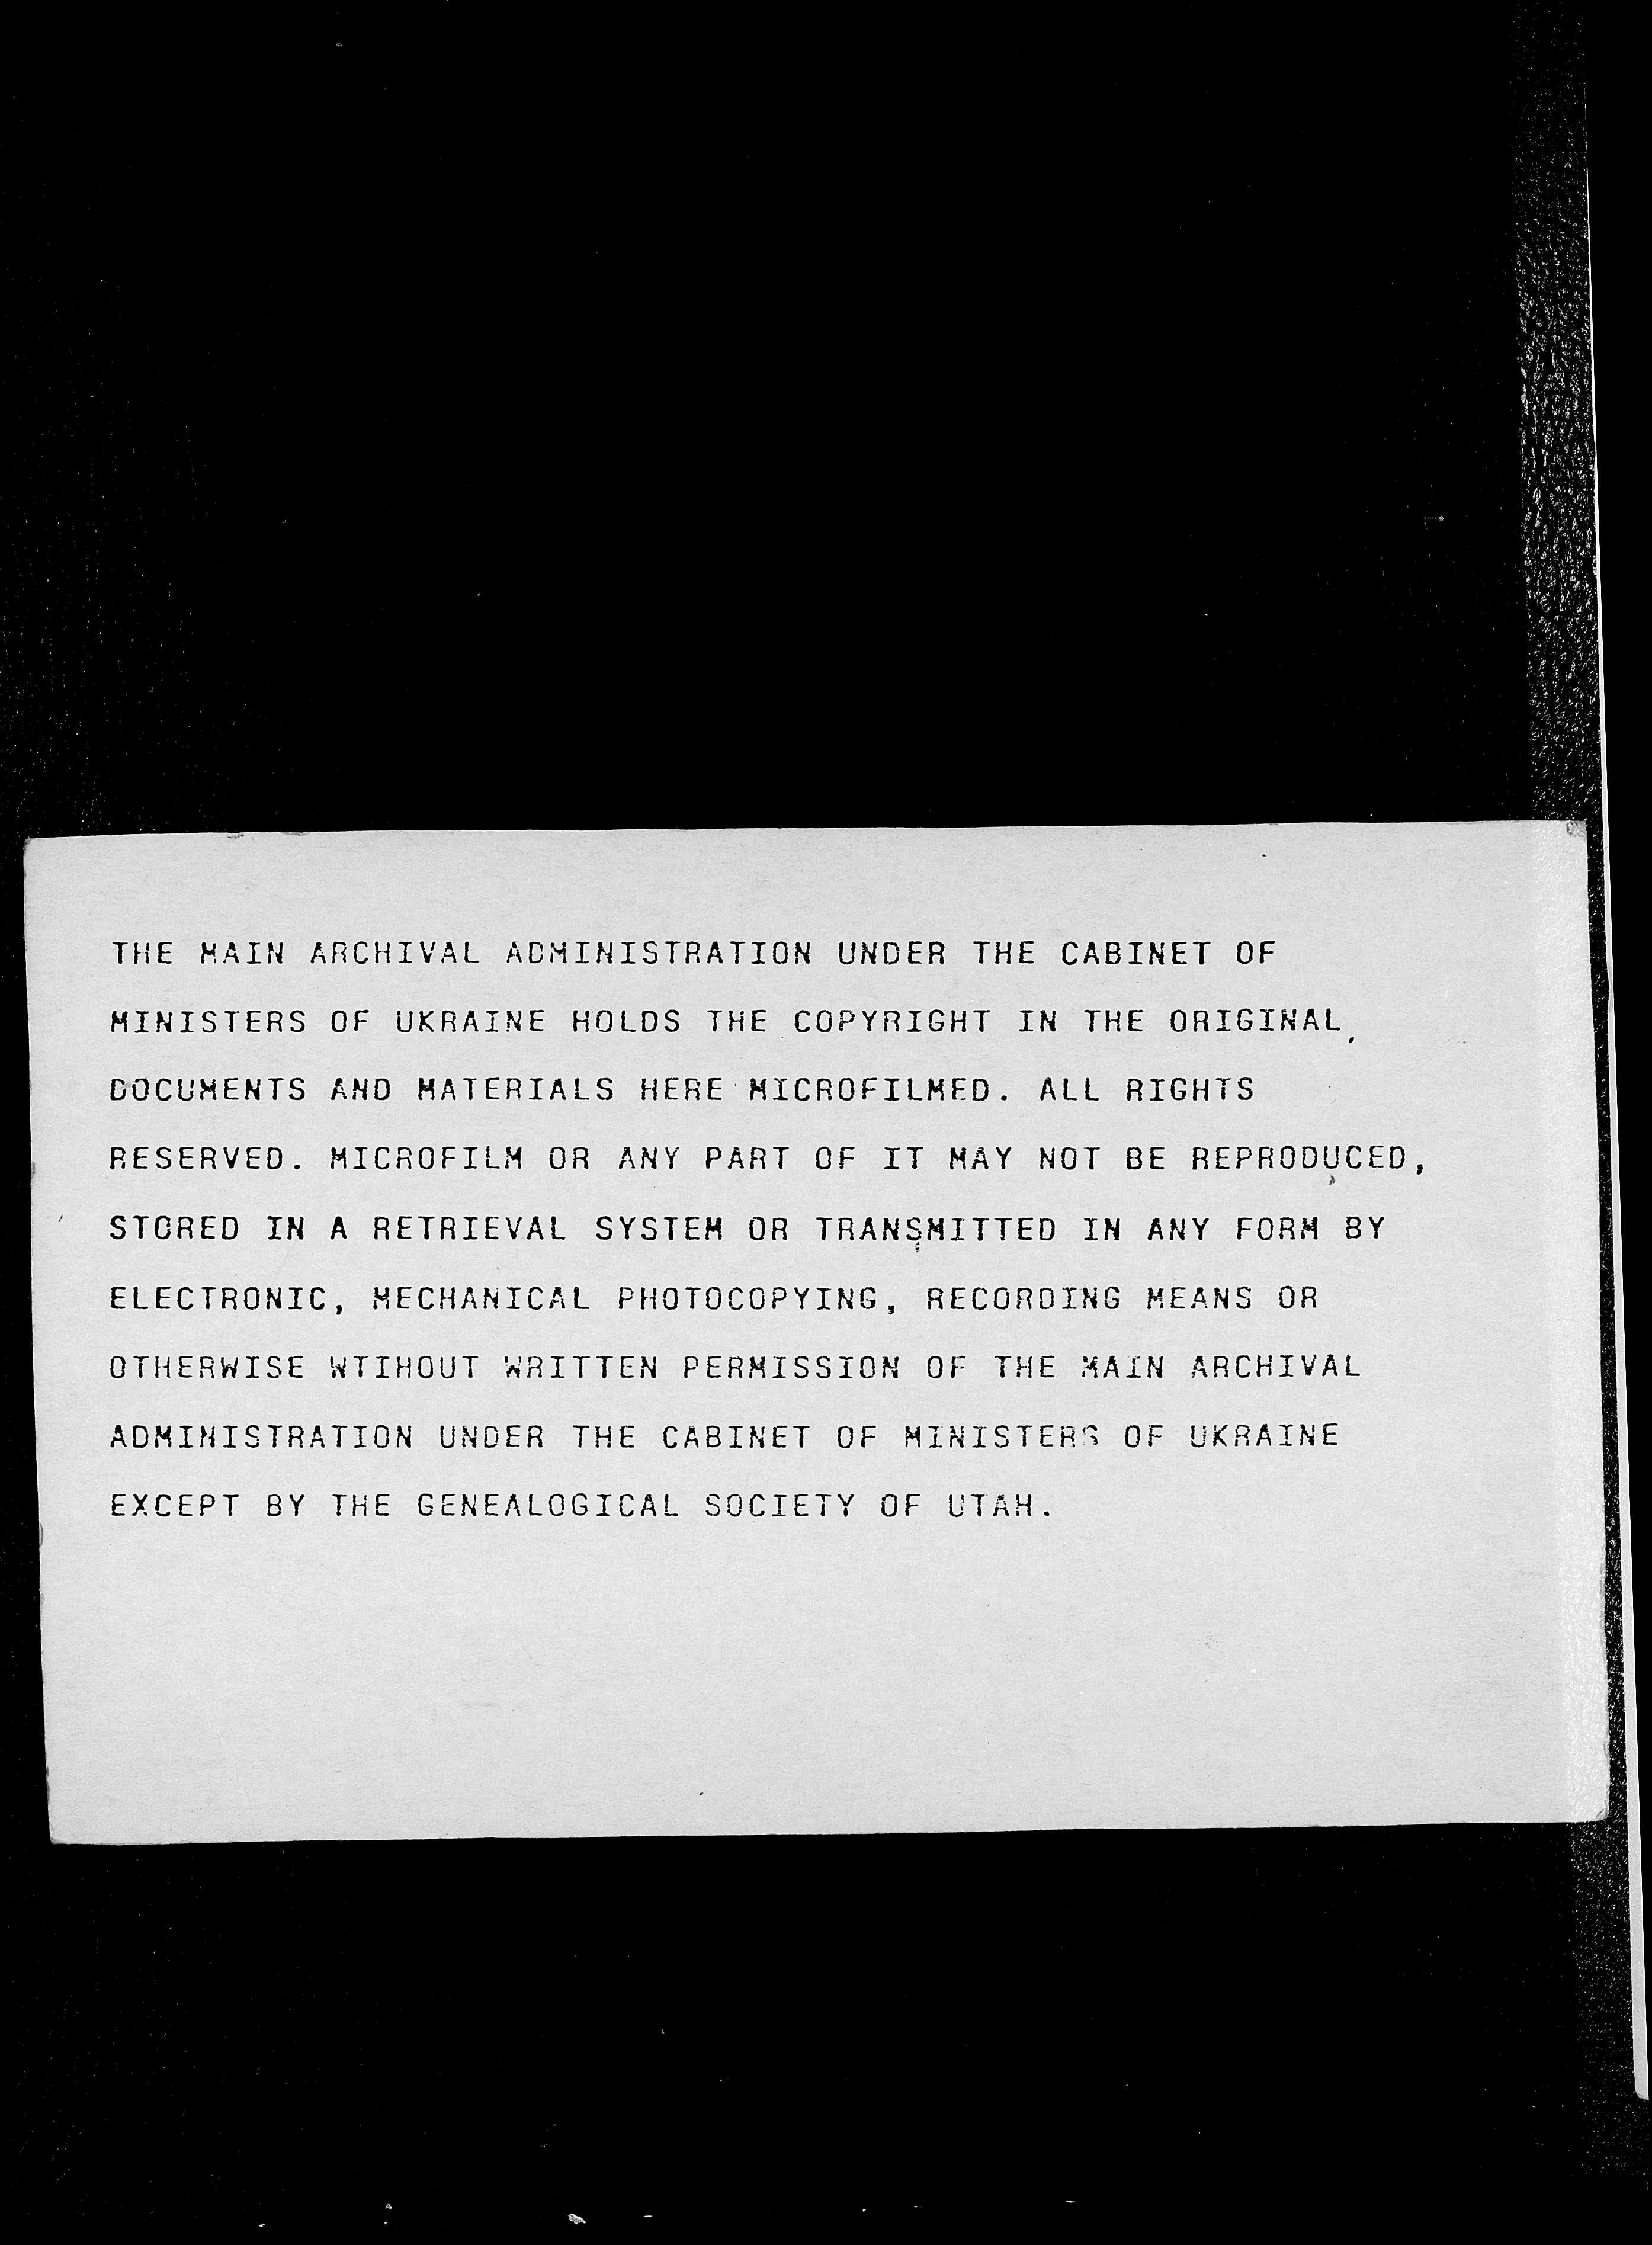 THE MAIN ARCHIVAL ADMINISTRATION UNDER THE CABINET OF
MINISTERS OF UKRAINE HOLDS THE COPYRIGHT IN THE ORIGINAL
DOCUMENTS AND MATERIALS HERE MICROFILMED. ALL RIGHTS
RESERVED. MICROFILM OR ANY PART OF IT MAY NOT BE REPRODUCED,
STORED IN A RETRIEVAL SYSTEM OR TRANSMITTED IN ANY FORM BY
ELECTRONIC, MECHANICAL PHOTOCOPYING, RECORDING MEANS OR
OTHERWISE WTIHOUT WRITTEN PERMISSION OF THE MAIN ARCHIVAL
ADMINISTRATION UNDER THE CABINET OF MINISTERS OF UKRAINE
EXCEPT BY THE GENEALOGICAL SOCIETY OF UTAH.